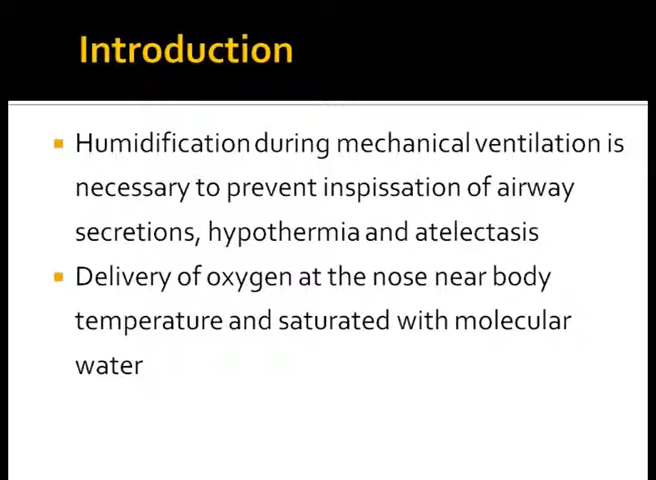 Introduction
Humidification during mechanical ventilation is
necessary to prevent inspissation of airway
secretions, hypothermia and atelectasis
Delivery of oxygen at the nose near body
temperature and saturated with molecular
water